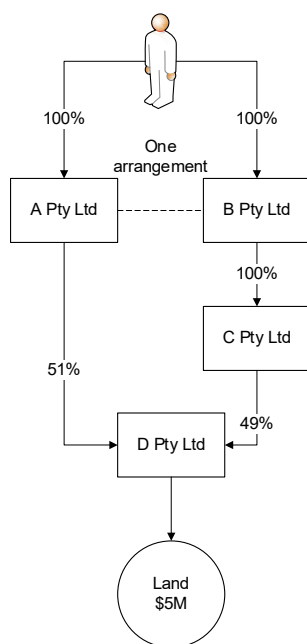 100%
100%
One
arrangement
A Pty Ltd
B Pty Ltd
100%
C Pty Ltd
51%
49%
D Pty Ltd
Land
$5M